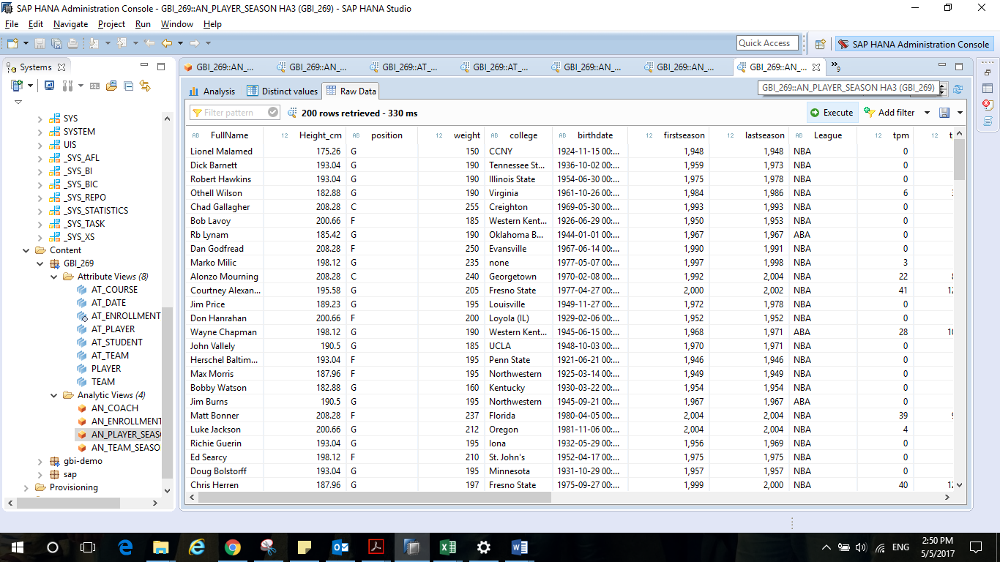 SAP HANA Administration Console - GBI_269::AN_PLAYER_SEASON HA3 (GBI_269) - SAP HANA Studio
File Edit Navigate Project Run Window Help
Quick Access SAP HANA Administration Console
Systems
SQL
SYS
SYSTEM
UIS
_SYS_AFL
_SYS_BI
_SYS_BIC
_SYS_REPO
_SYS_STATISTICS
_SYS_TASK
_SYS_XS
Content
GBI_269
Attribute Views (8)
AT_COURSE
AT_DATE
AT_ENROLLMENT
AT_PLAYER
AT_STUDENT
AT_TEAM
PLAYER
TEAM
Analytic Views (4)
AN_COACH
AN_ENROLLMENT
AN_PLAYER_SEASO
AN_TEAM_SEASO
gbi-demo
sap
Provisioning
GBI_269::AN_... GBI_269::AN_... GBI_269::AT_... GBI_269::AT_... GBI_269::AN_... GBI_269::AN_... GBI_269::AN_... »9
GBI_269::AN_PLAYER_SEASON HA3 (GBI_269)
Analysis Distinct values Raw Data
Filter pattern 200 rows retrieved - 330 ms Execute Add filter
AB FullName 12 Height_cm AB position 12 weight AB college AB birthdate 12 firstseason 12 lastseason AB League 12 tpm 12 t
Lionel Malamed 175.26 G 150 CCNY 1924-11-15 00:... 1,948 1,948 NBA 0
Dick Barnett 193.04 G 190 Tennessee St... 1936-10-02 00:... 1,959 1,973 NBA 0
Robert Hawkins 193.04 G 190 Illinois State 1954-06-30 00:... 1,975 1,978 NBA 0
Othell Wilson 182.88 G 190 Virginia 1961-10-26 00:... 1,984 1,986 NBA 6
Chad Gallagher 208.28 C 255 Creighton 1969-05-30 00:... 1,993 1,993 NBA 0
Bob Lavoy 200.66 F 185 Western Kent... 1926-06-29 00:... 1,950 1,953 NBA 0
Rb Lynam 185.42 G 190 Oklahoma B... 1944-01-01 00:... 1,967 1,967 ABA 0
Dan Godfread 208.28 F 250 Evansville 1967-06-14 00:... 1,990 1,991 NBA 0
Marko Milic 198.12 G 235 none 1977-05-07 00:... 1,997 1,998 NBA 3
Alonzo Mourning 208.28 C 240 Georgetown 1970-02-08 00:... 1,992 2,004 NBA 22
Courtney Alexan... 195.58 G 205 Fresno State 1977-04-27 00:... 2,000 2,002 NBA 41 12
Jim Price 189.23 G 195 Louisville 1949-11-27 00:... 1,972 1,978 NBA 0
Don Hanrahan 200.66 F 200 Loyola (IL) 1929-02-06 00:... 1,952 1,952 NBA 0
Wayne Chapman 198.12 G 190 Western Kent... 1945-06-15 00:... 1,968 1,971 ABA 28 10
John Vallely 190.5 G 185 UCLA 1948-10-03 00:... 1,970 1,971 NBA 0
Herschel Baltim... 193.04 F 195 Penn State 1921-06-21 00:... 1,946 1,946 NBA 0
Max Morris 187.96 F 195 Northwestern 1925-03-14 00:... 1,949 1,949 NBA 0
Bobby Watson 182.88 G 160 Kentucky 1930-03-22 00:... 1,954 1,954 NBA 0
Jim Burns 190.5 G 195 Northwestern 1945-09-21 00:... 1,967 1,967 ABA 0
Matt Bonner 208.28 F 237 Florida 1980-04-05 00:... 2,004 2,004 NBA 39
Luke Jackson 200.66 G 212 Oregon 1981-11-06 00:... 2,004 2,004 NBA 4
Richie Guerin 193.04 G 195 Iona 1932-05-29 00:... 1,956 1,969 NBA 0
Ed Searcy 198.12 F 210 St. John's 1952-04-17 00:... 1,975 1,975 NBA 0
Doug Bolstorff 193.04 G 195 Minnesota 1931-10-29 00:... 1,957 1,957 NBA 0
Chris Herren 187.96 G 197 Fresno State 1975-09-27 00:... 1,999 2,000 NBA 40 12
ENG 2:50 PM
5/5/2017